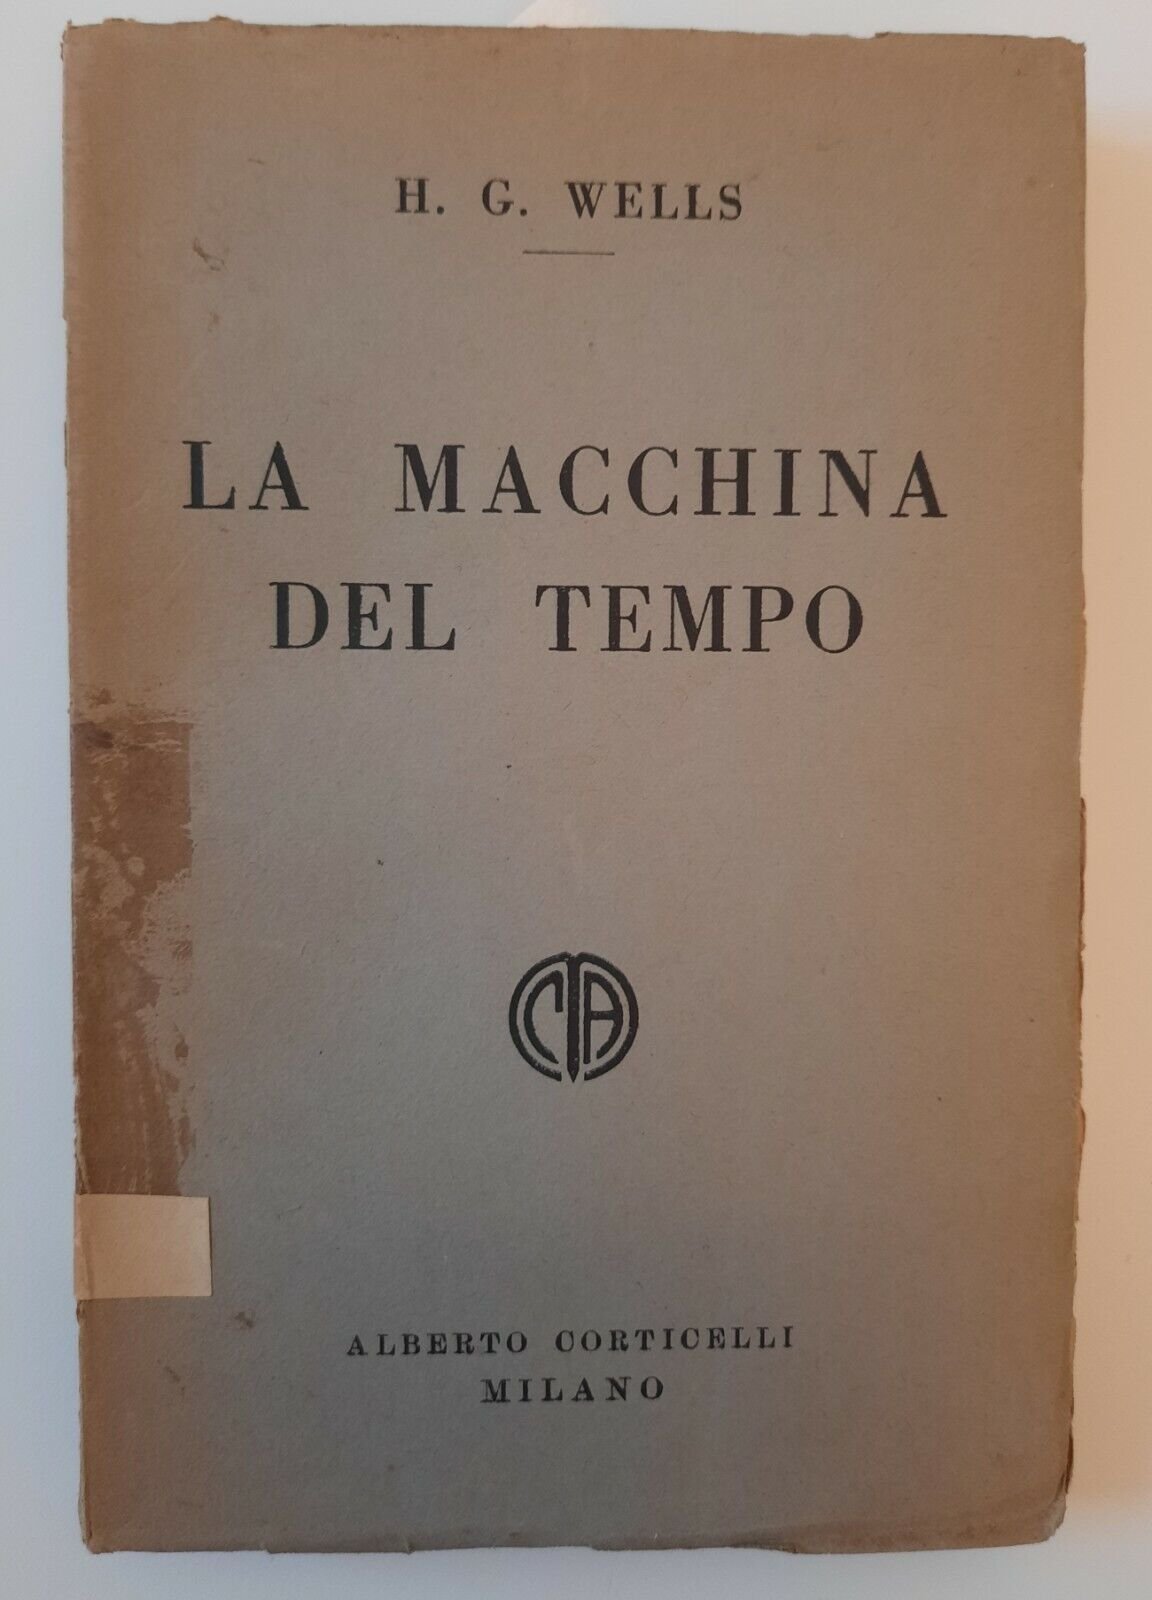 H. G. WELLS
LA MACCHINA
DEL TEMPO
CA
ALBERTO CORTICELLI
MILANO